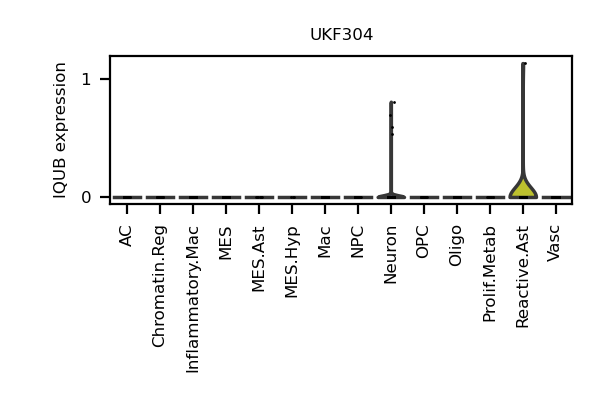 UKF304
IQUB expression
1
0
AC
Chromatin.Reg
Inflammatory.Mac
MES
MES.Ast
MES.Hyp
Mac
NPC
Neuron
OPC
Oligo
Prolif.Metab
Reactive.Ast
Vasc